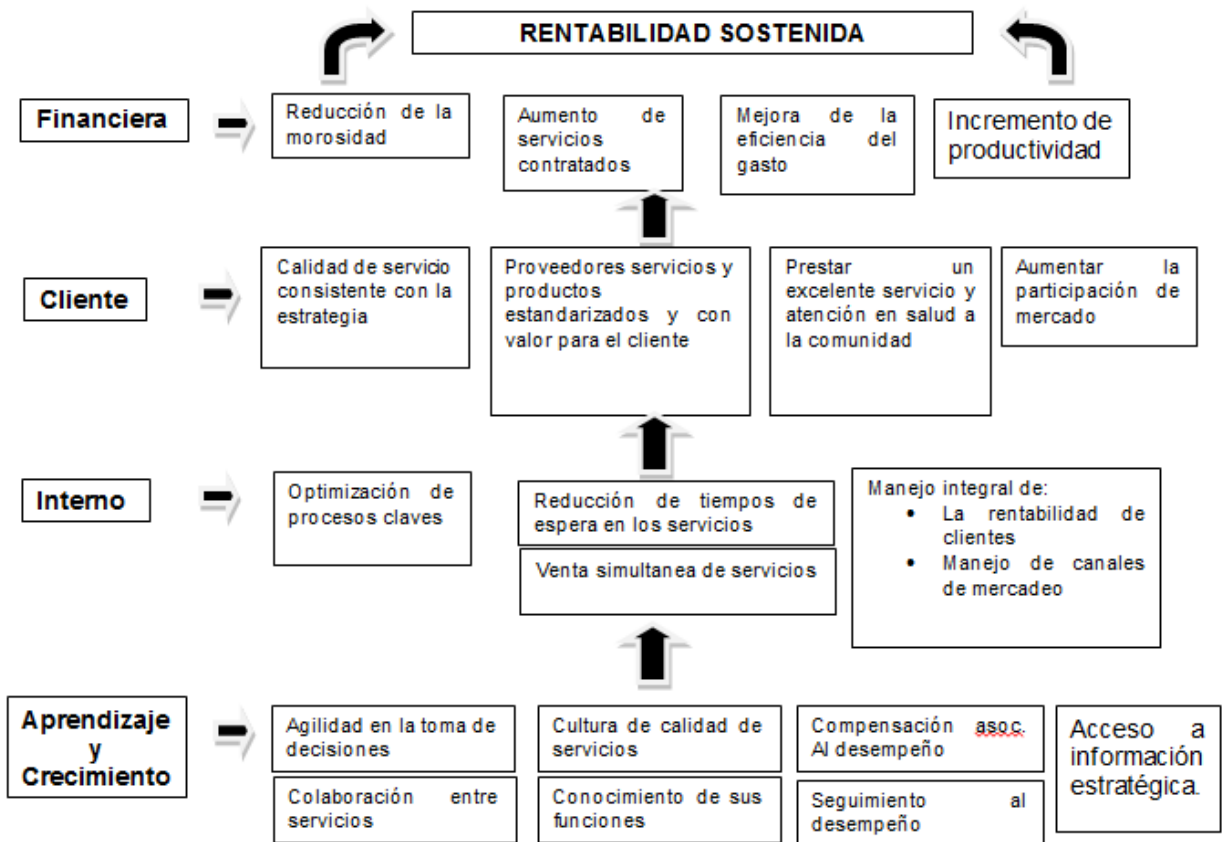 RENTABILIDAD SOSTENIDA
Financiera
Reducción de la
morosidad
Aumento de
servicios
contratados
Mejora de la
eficiencia del
gasto
Incremento de
productividad
Cliente
Calidad de servicio
consistente con la
estrategia
Proveedores servicios y
productos
estandarizados y con
valor para el cliente
Prestar un
excelente servicio y
atención en salud a
la comunidad
Aumentar la
participación de
mercado
Interno
Optimización de
procesos claves
Reducción de tiempos de
espera en los servicios
Venta simultanea de servicios
Manejo integral de:
• La rentabilidad de
clientes
• Manejo de canales
de mercadeo
Aprendizaje
y
Crecimiento
Agilidad en la toma de
decisiones
Colaboración entre
servicios
Cultura de calidad de
servicios
Conocimiento de sus
funciones
Compensación asoc.
Al desempeño
Seguimiento al
desempeño
Acceso a
información
estratégica.